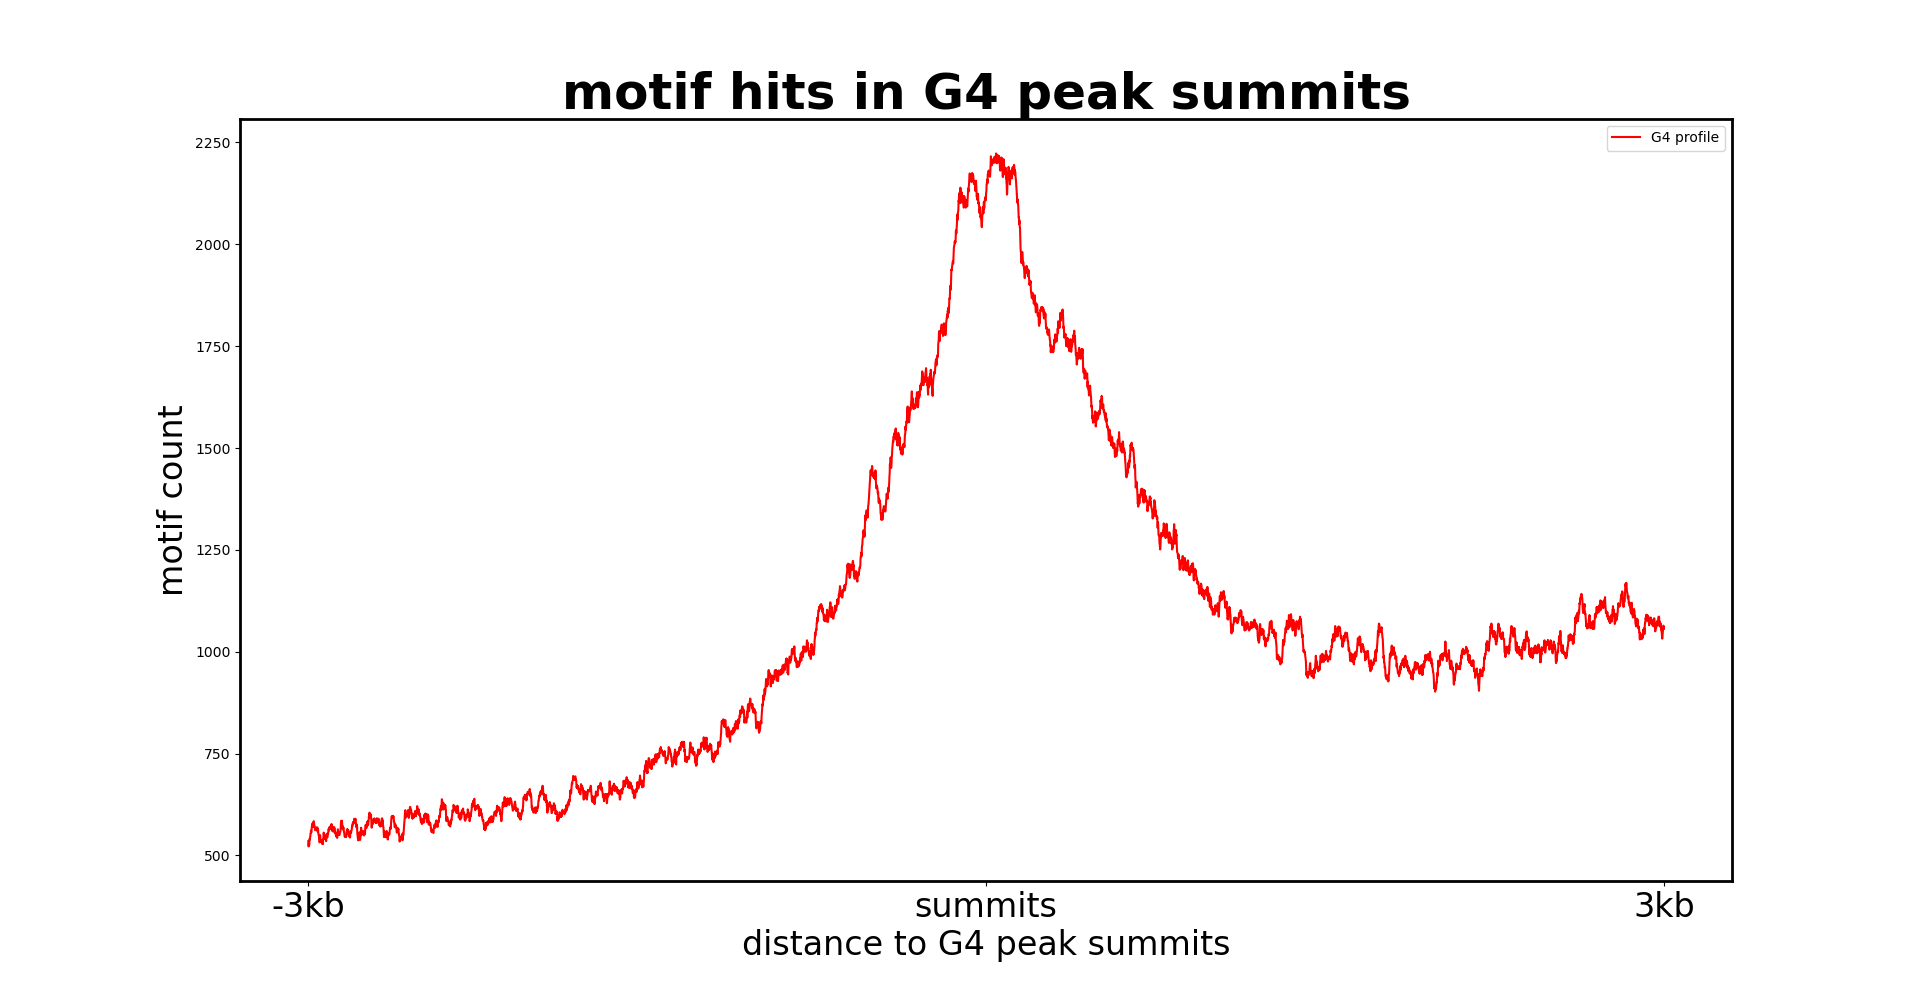 motif hits in G4 peak summits
G4 profile
motif count
2250
2000
1750
1500
1250
1000
750
500
-3kb
summits
3kb
distance to G4 peak summits